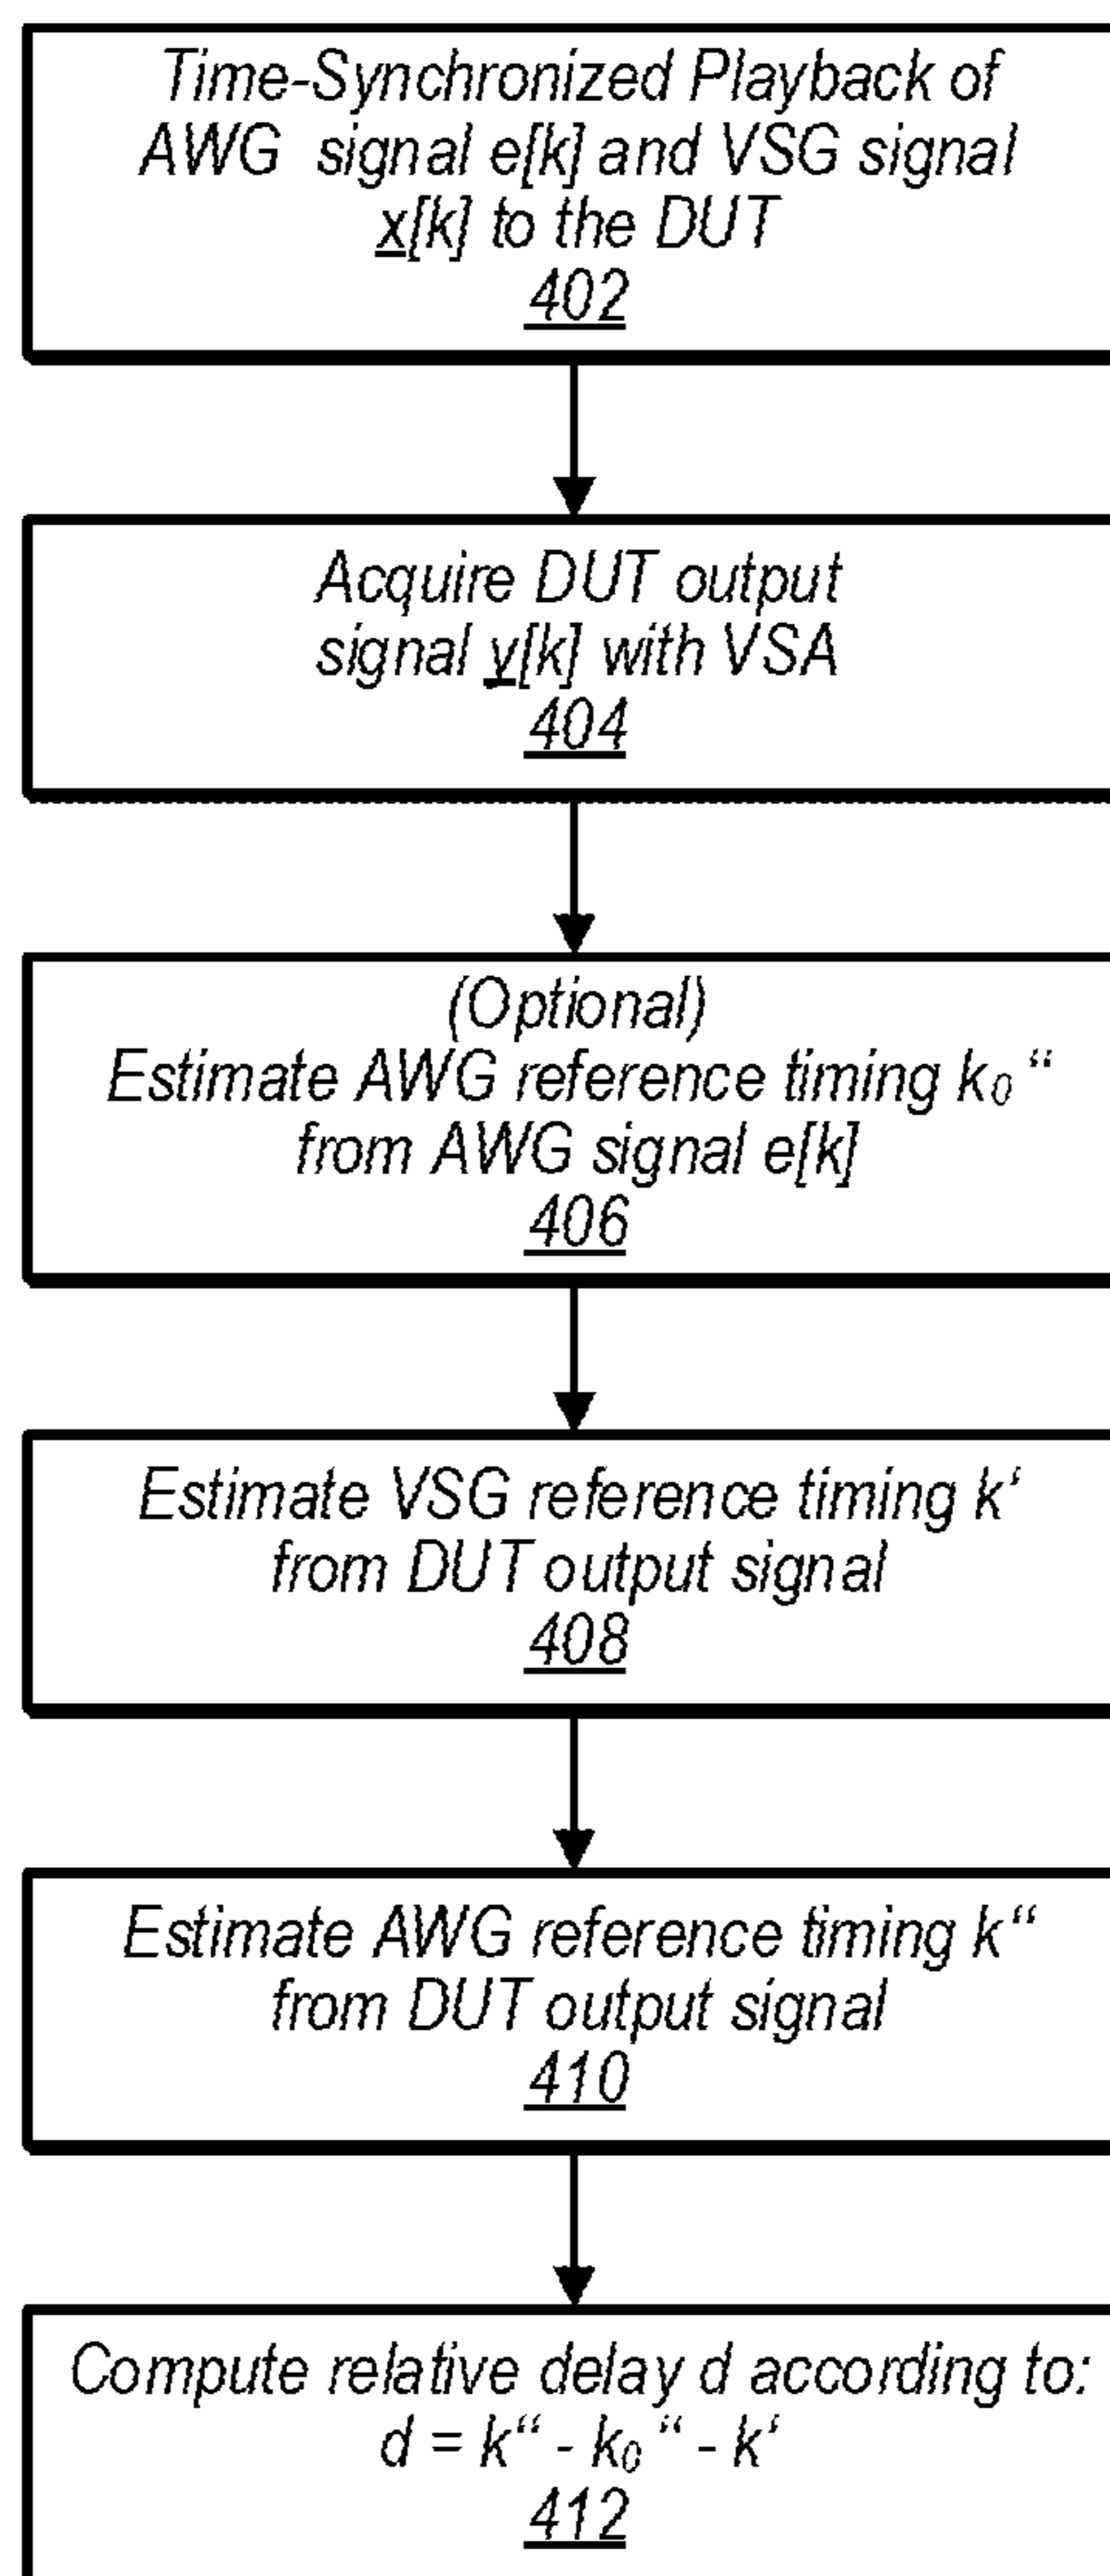 Time-Synchronized Playback of
AWG signal e[k] and VSG signal
x[k] to the DUT
402
Acquire DUT output
signal y[k] with VSA
404
(Optional)
Estimate AWG reference timing k₀“
from AWG signal e[k]
406
Estimate VSG reference timing k‘
from DUT output signal
408
Estimate AWG reference timing k“
from DUT output signal
410
Compute relative delay d according to:
d = k“ - k₀“ - k‘
412